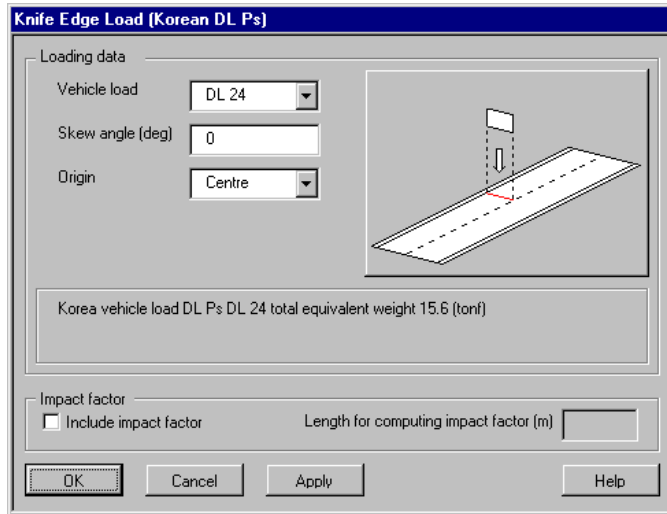 Knife Edge Load (Korean DL Ps)
Loading data
Vehicle load
DL 24
Skew angle (deg)
0
Origin
Centre
Korea vehicle load DL Ps DL 24 total equivalent weight 15.6 (tonf)
Impact factor
Include impact factor
Length for computing impact factor (m)
OK
Cancel
Apply
Help